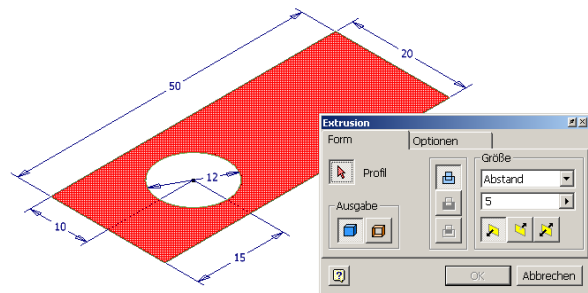 50
20
12
10
15
Extrusion
Form
Optionen
Profil
Ausgabe
Größe
Abstand
5
?
OK
Abbrechen